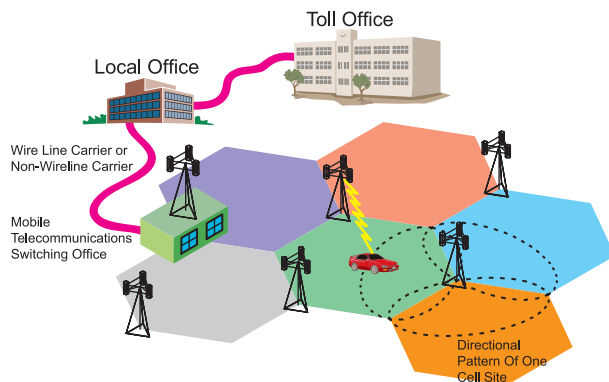 Toll Office
Local Office
Wire Line Carrier or
Non-Wireline Carrier
Mobile
Telecommunications
Switching Office
Directional
Pattern Of One
Cell Site